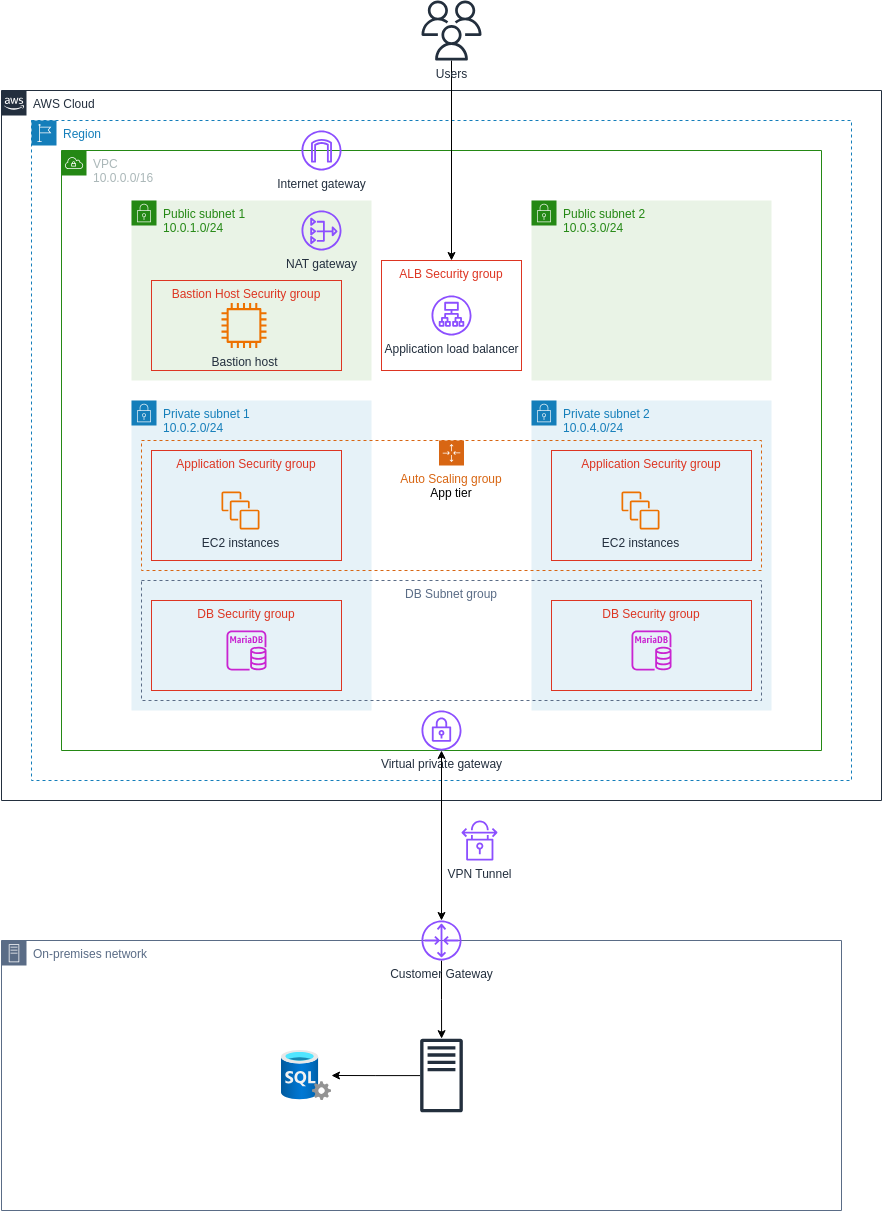 Users
aws
AWS Cloud
Region
VPC
10.0.0.0/16
Internet gateway
Public subnet 1
10.0.1.0/24
NAT gateway
Public subnet 2
10.0.3.0/24
Bastion Host Security group
Bastion host
ALB Security group
Application load balancer
Private subnet 1
10.0.2.0/24
Private subnet 2
10.0.4.0/24
Application Security group
EC2 instances
Auto Scaling group
App tier
Application Security group
EC2 instances
DB Subnet group
DB Security group
MariaDB
DB Security group
MariaDB
Virtual private gateway
VPN Tunnel
On-premises network
Customer Gateway
SQL